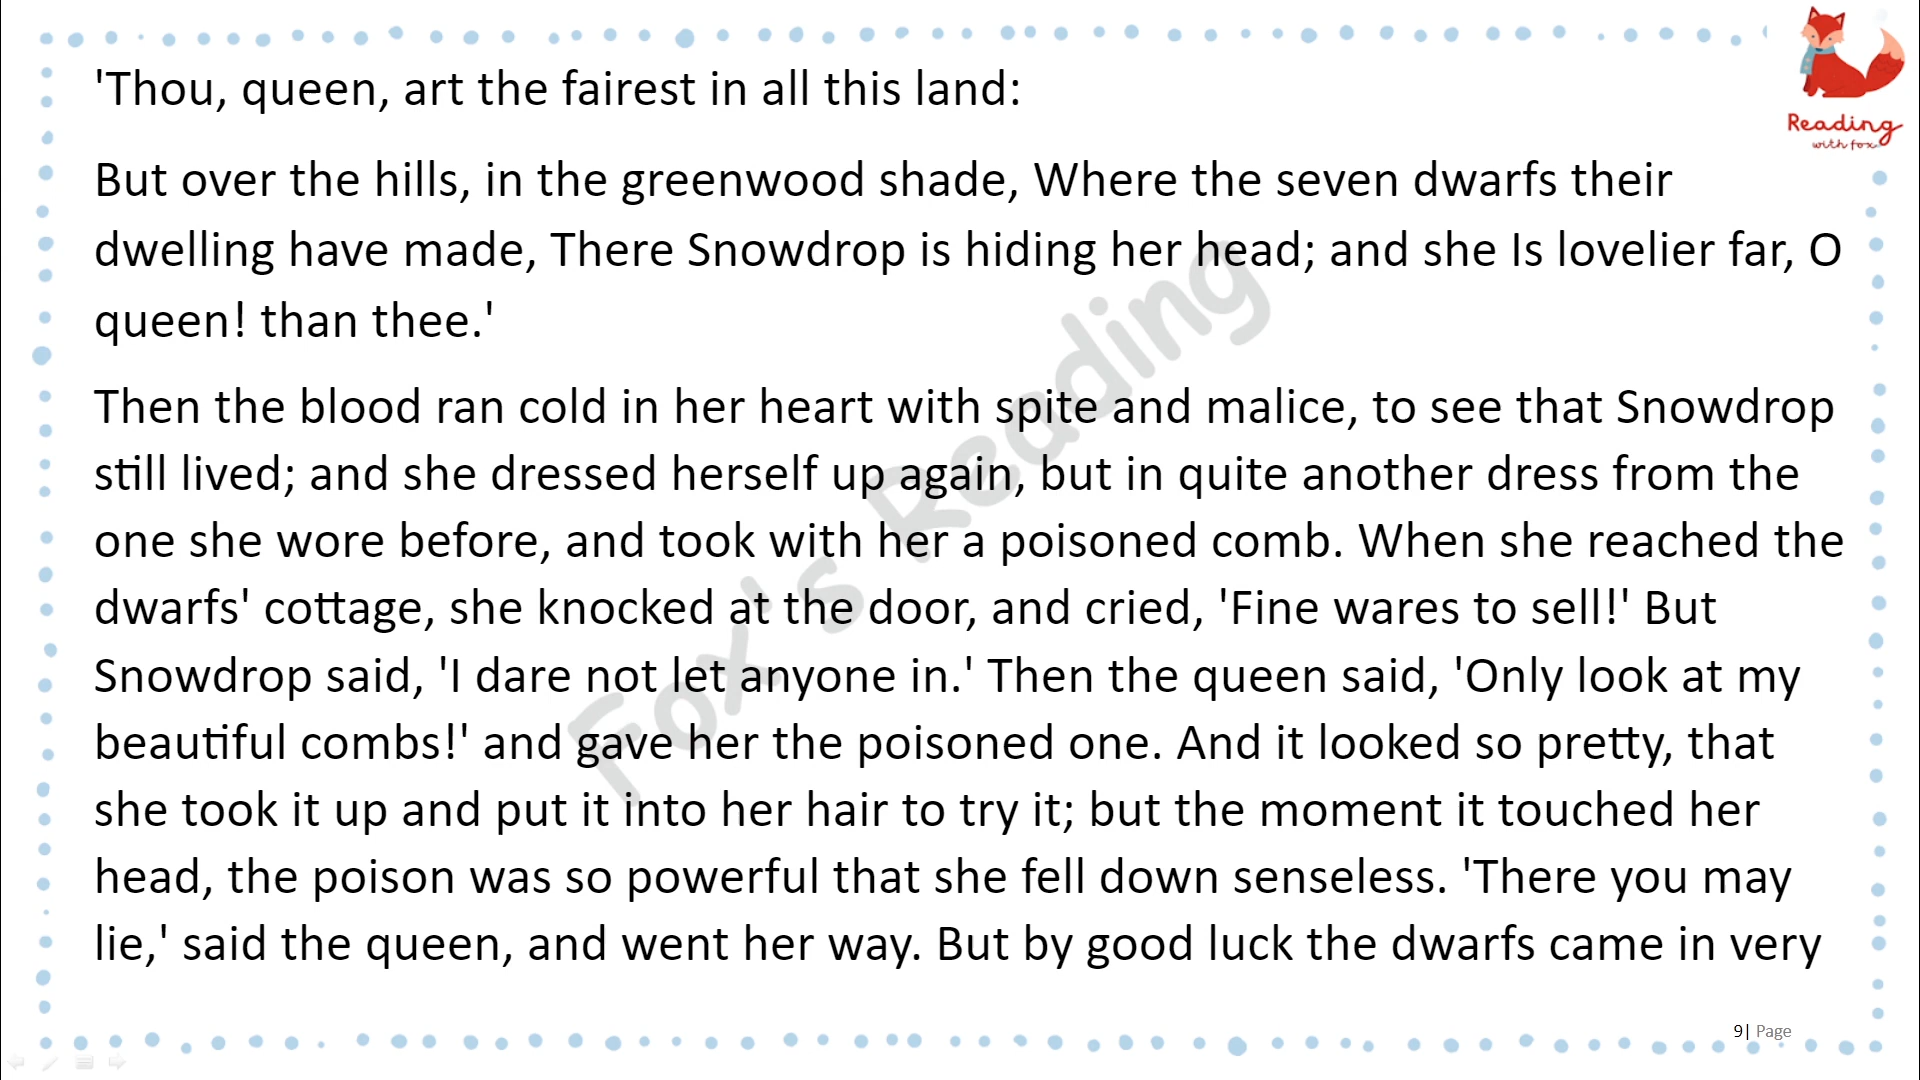 'Thou, queen, art the fairest in all this land:
Reading
with fox
But over the hills, in the greenwood shade, Where the seven dwarfs their
dwelling have made, There Snowdrop is hiding her head; and she Is lovelier far, O
queen! than thee.'
Then the blood ran cold in her heart with spite and malice, to see that Snowdrop
still lived; and she dressed herself up again, but in quite another dress from the
one she wore before, and took with her a poisoned comb. When she reached the
dwarfs' cottage, she knocked at the door, and cried, 'Fine wares to sell!' But
Snowdrop said, 'I dare not let anyone in.' Then the queen said, 'Only look at my
beautiful combs!' and gave her the poisoned one. And it looked so pretty, that
she took it up and put it into her hair to try it; but the moment it touched her
head, the poison was so powerful that she fell down senseless. 'There you may
lie,' said the queen, and went her way. But by good luck the dwarfs came in very
Fox's Reading
9| Page